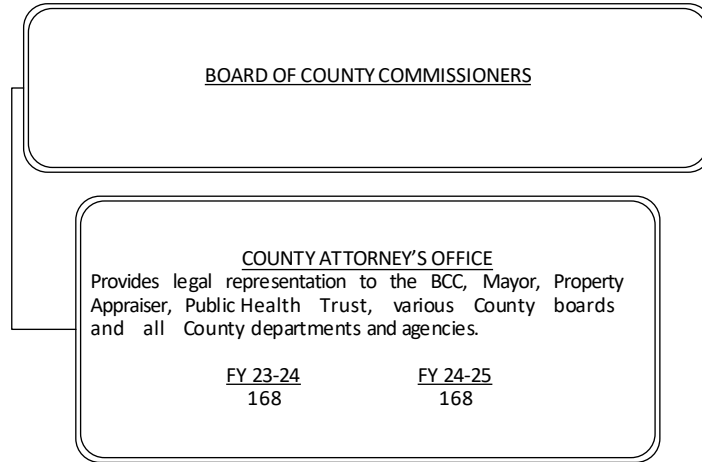 BOARD OF COUNTY COMMISSIONERS
COUNTY ATTORNEY'S OFFICE
Provides legal representation to the BCC, Mayor, Property
Appraiser, Public Health Trust, various County boards
and all County departments and agencies.
FY 23-24 FY 24-25
168 168